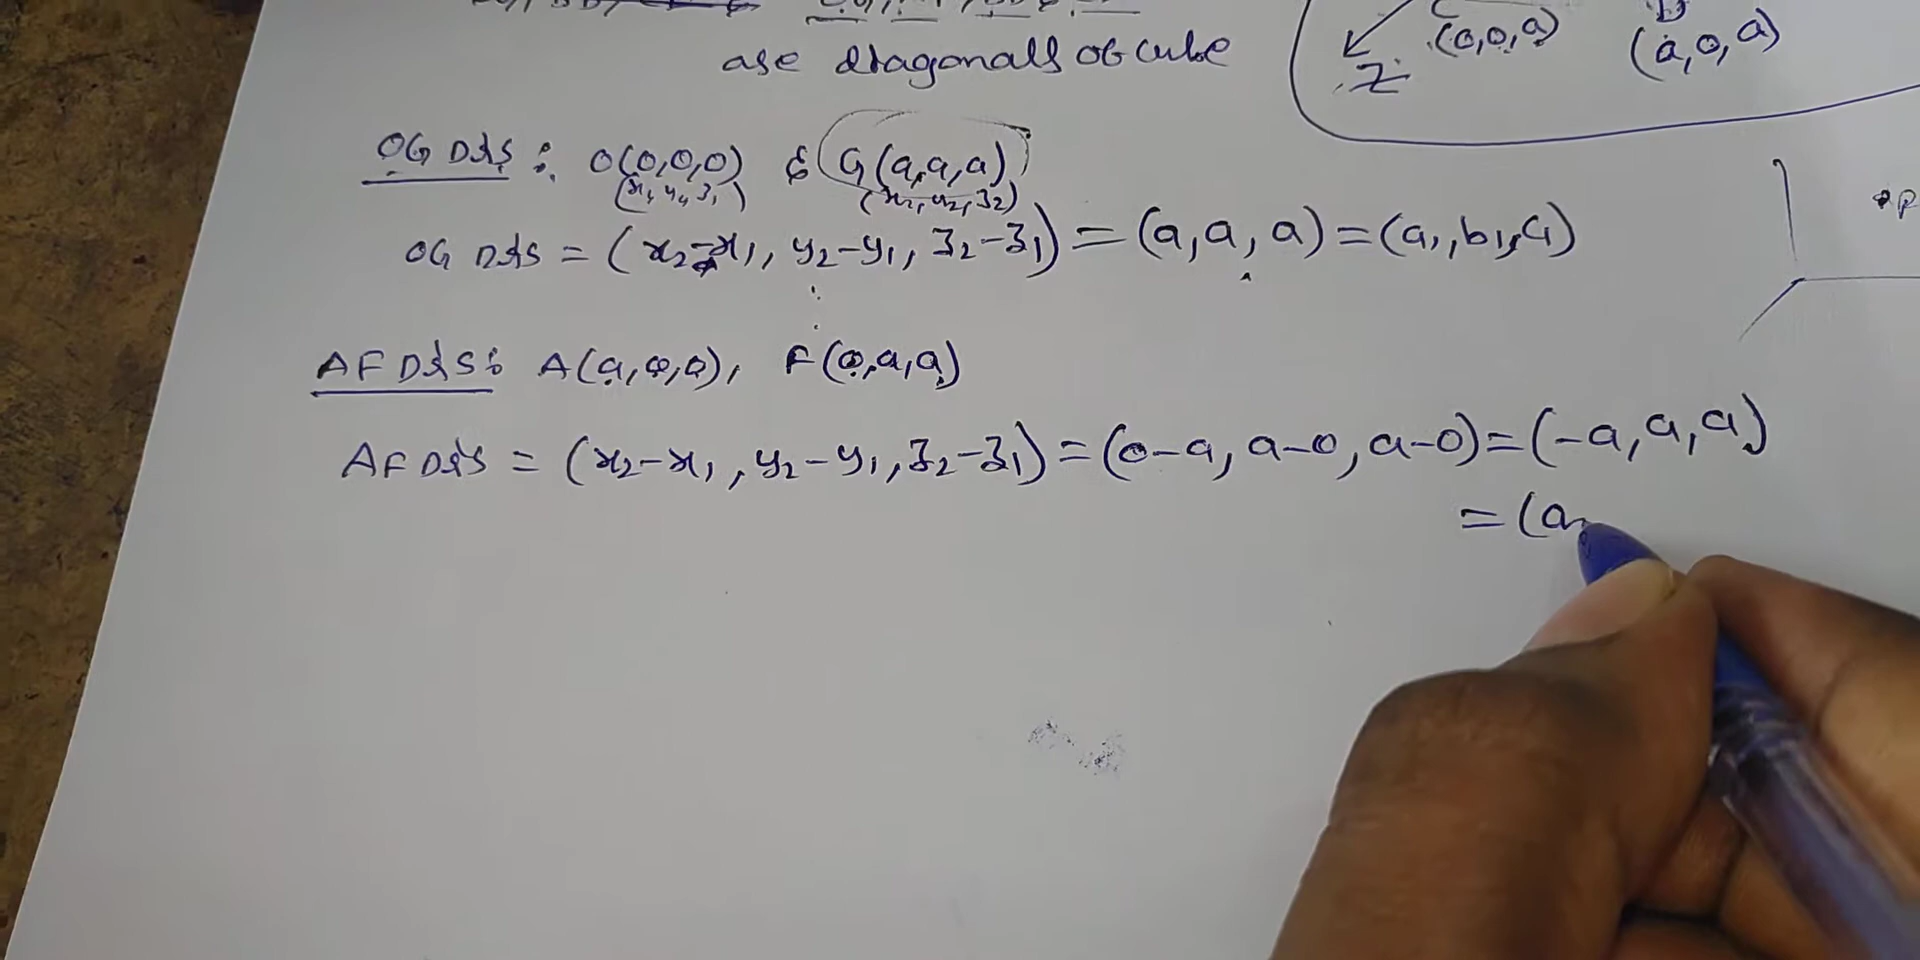 are diagonalls of cube
(0,0,a)
D
(a,0,a)
Z
OG Drs : O(0,0,0) & G(a,a,a)
(x1, y1, z1) (x2, y2, z2)
OG Drs = (x2-x1, y2-y1, z2-z1) = (a, a, a) = (a1, b1, c1)
P
AF Drs: A(a,0,0), F(0,a,a)
AF Drs = (x2-x1, y2-y1, z2-z1) = (0-a, a-0, a-0) = (-a, a, a)
= (a